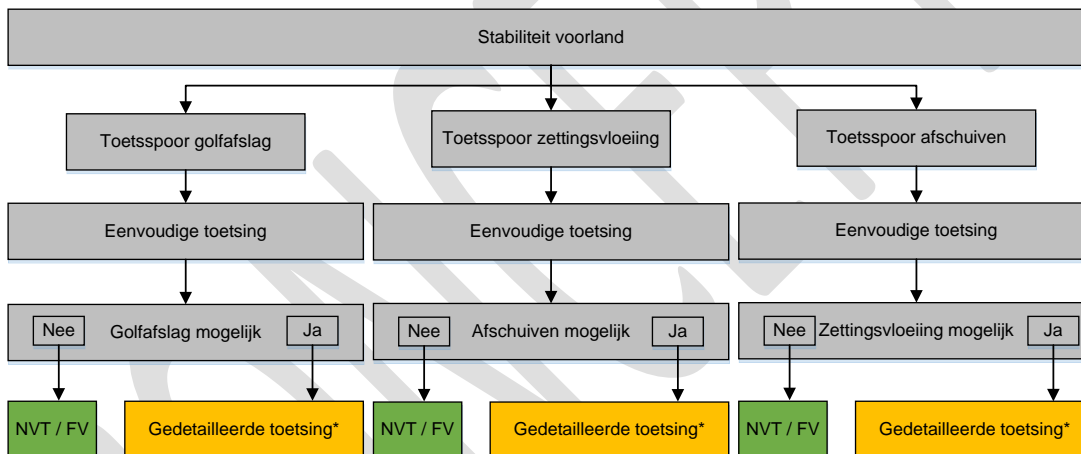 Stabiliteit voorland
Toetsspoor golfafslag
Toetsspoor zettingsvloeiing
Toetsspoor afschuiven
Eenvoudige toetsing
Eenvoudige toetsing
Eenvoudige toetsing
Nee Golfafslag mogelijk Ja
Nee Afschuiven mogelijk Ja
Nee Zettingsvloeiing mogelijk Ja
NVT / FV
Gedetailleerde toetsing*
NVT / FV
Gedetailleerde toetsing*
NVT / FV
Gedetailleerde toetsing*